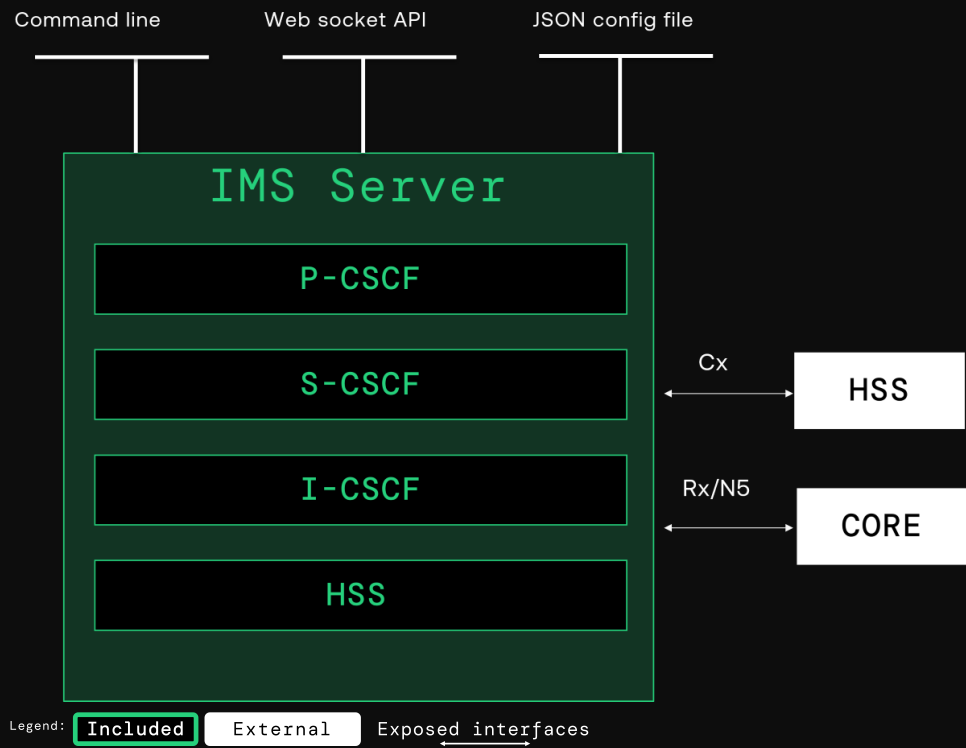 Command line
Web socket API
JSON config file
IMS Server
P-CSCF
S-CSCF
Cx
HSS
I-CSCF
Rx/N5
CORE
HSS
Legend:
Included
External
Exposed interfaces